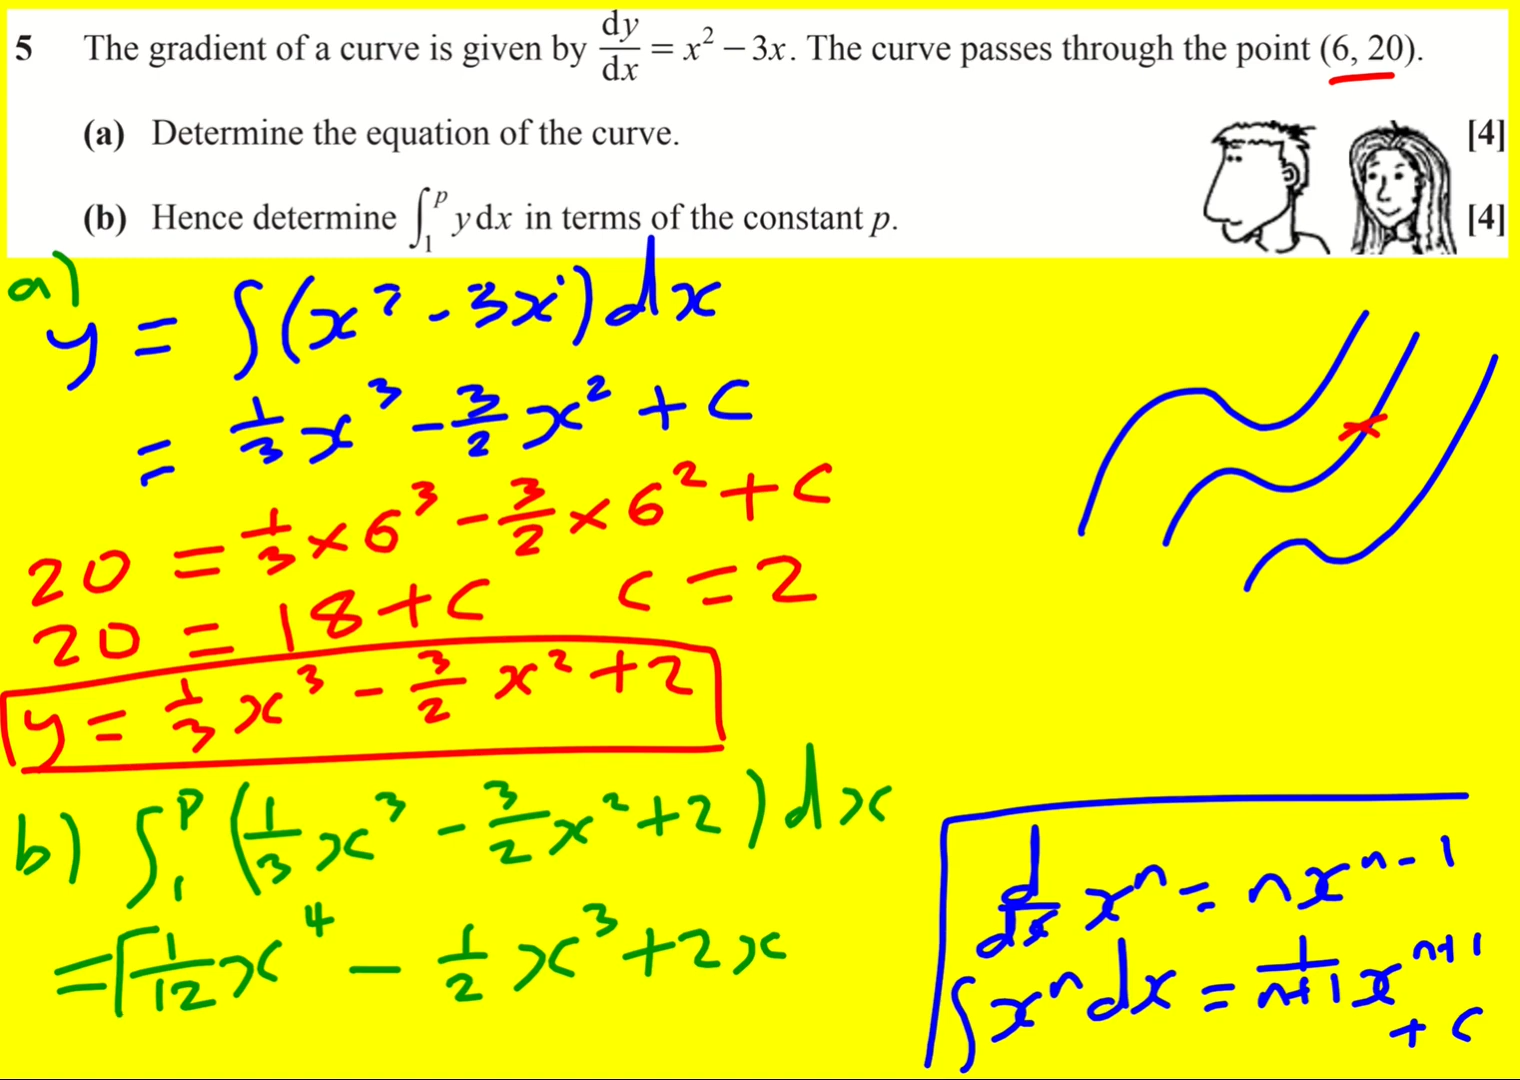 5 The gradient of a curve is given by dy/dx = x² − 3x. The curve passes through the point (6, 20).
(a) Determine the equation of the curve. [4]
(b) Hence determine ∫₁ᵖ y dx in terms of the constant p. [4]
a)
y = ∫(x² - 3x¹)dx
= 1/3 x³ - 3/2 x² + c
20 = 1/3 × 6³ - 3/2 × 6² + c
20 = 18 + c c = 2
y = 1/3 x³ - 3/2 x² + 2
b) ∫₁ᵖ (1/3 x³ - 3/2 x² + 2) dx
= [1/12 x⁴ - 1/2 x³ + 2x
d/dx xⁿ = nxⁿ⁻¹
∫xⁿdx = 1/(n+1) xⁿ⁺¹
+ c